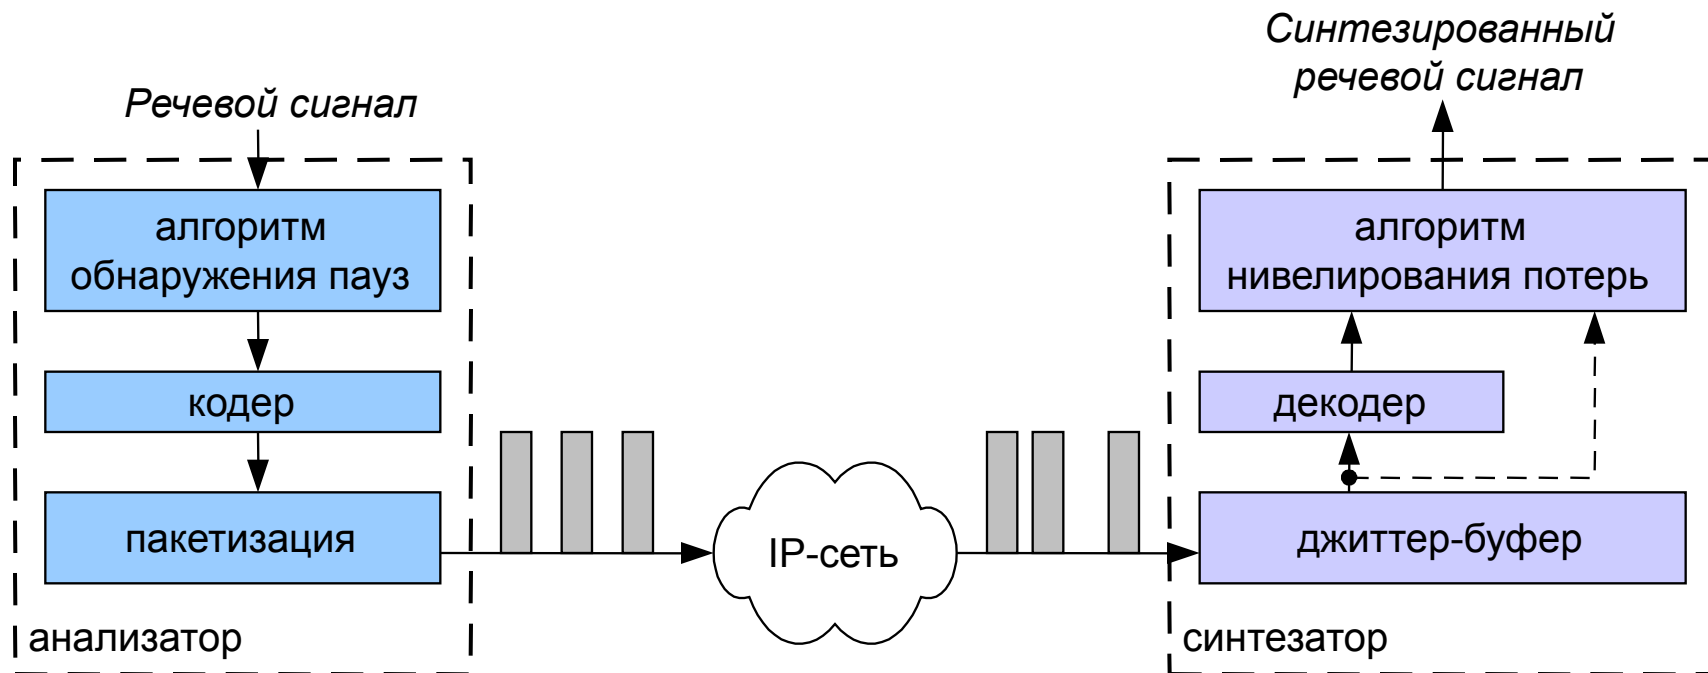 Речевой сигнал
алгоритм
обнаружения пауз
кодер
пакетизация
анализатор
IP-сеть
Синтезированный
речевой сигнал
алгоритм
нивелирования потерь
декодер
джиттер-буфер
синтезатор